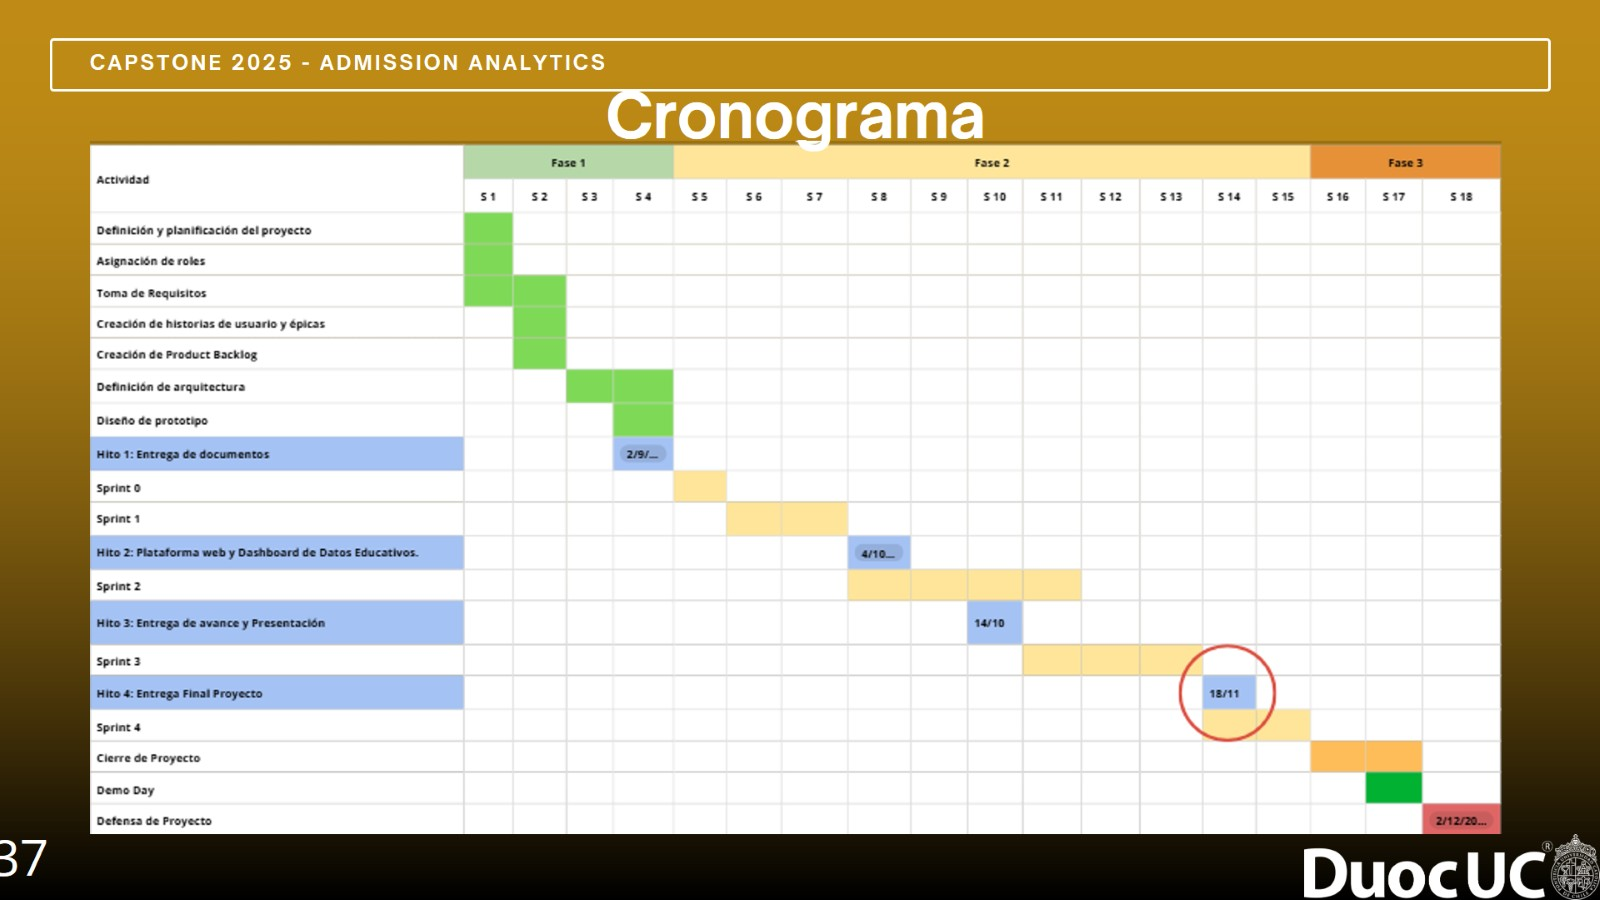 CAPSTONE 2025 - ADMISSION ANALYTICS
Cronograma
Actividad
Fase 1
Fase 2
Fase 3
S 1 S 2 S 3 S 4 S 5 S 6 S 7 S 8 S 9 S 10 S 11 S 12 S 13 S 14 S 15 S 16 S 17 S 18
Definición y planificación del proyecto
Asignación de roles
Toma de Requisitos
Creación de historias de usuario y épicas
Creación de Product Backlog
Definición de arquitectura
Diseño de prototipo
Hito 1: Entrega de documentos 2/9/...
Sprint 0
Sprint 1
Hito 2: Plataforma web y Dashboard de Datos Educativos. 4/10...
Sprint 2
Hito 3: Entrega de avance y Presentación 14/10
Sprint 3
Hito 4: Entrega Final Proyecto 18/11
Sprint 4
Cierre de Proyecto
Demo Day
Defensa de Proyecto 2/12/20...
37
DuocUC®